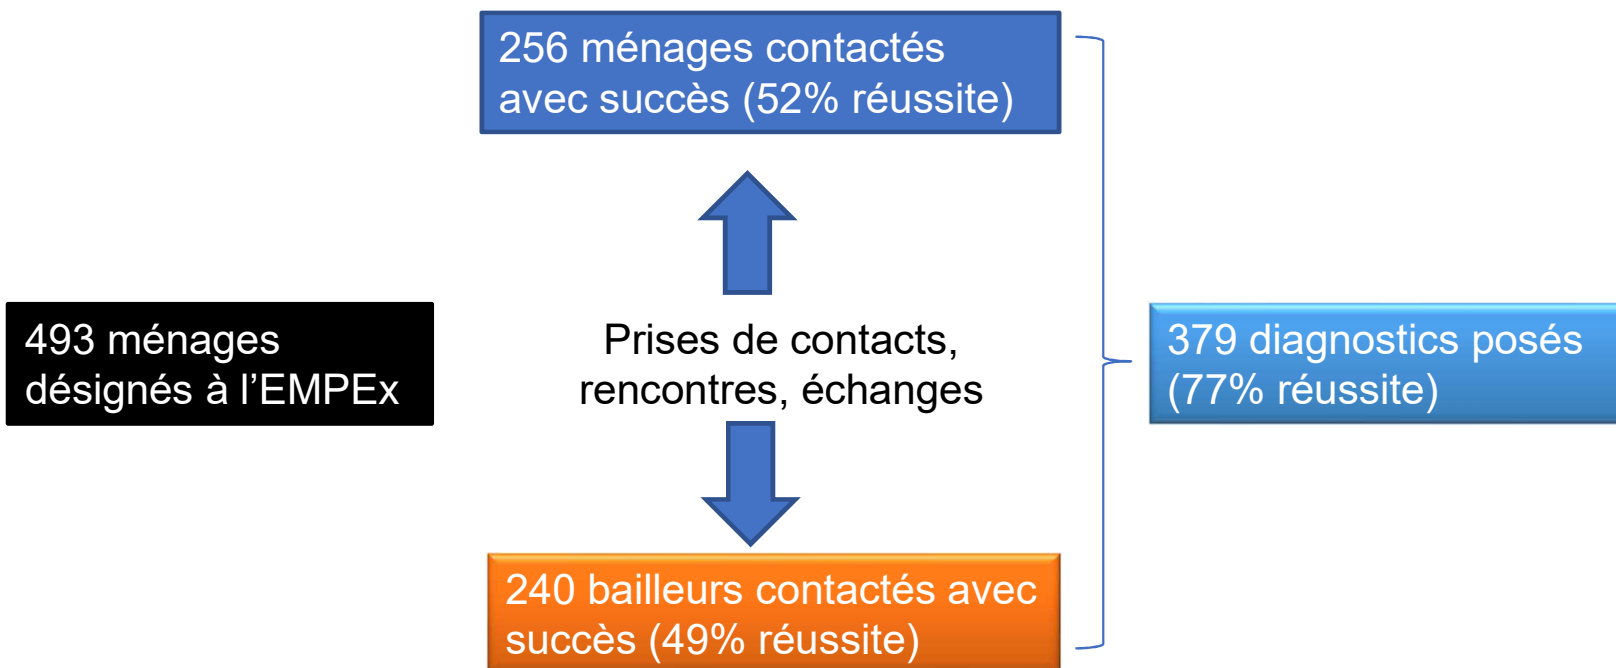 256 ménages contactés
avec succès (52% réussite)
493 ménages
désignés à l’EMPEx
Prises de contacts,
rencontres, échanges
379 diagnostics posés
(77% réussite)
240 bailleurs contactés avec
succès (49% réussite)